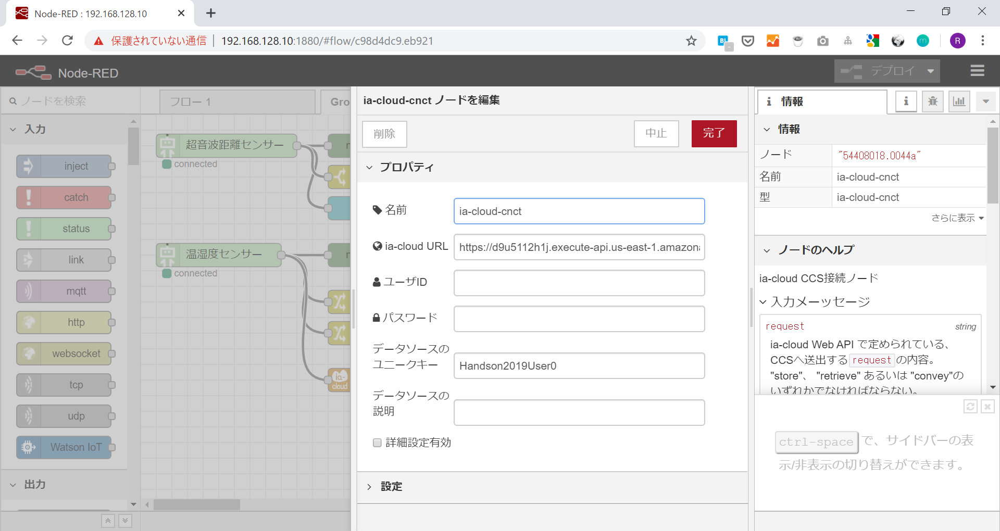 Node-RED : 192.168.128.10
保護されていない通信
192.168.128.10:1880/#flow/c98d4dc9.eb921
R
Node-RED
デプロイ
ノードを検索
入力
inject
catch
status
link
mqtt
http
websocket
tcp
udp
Watson IoT
出力
フロー 1
Gro
超音波距離センサー
connected
温湿度センサー
connected
ia-
cloud
ia-cloud-cnct ノードを編集
削除
中止
完了
プロパティ
名前
ia-cloud-cnct
ia-cloud URL
https://d9u5112h1j.execute-api.us-east-1.amazona
ユーザID
パスワード
データソースの
ユニークキー
Handson2019User0
データソースの
説明
詳細設定有効
設定
情報
情報
ノード
"54408018.0044a"
名前
ia-cloud-cnct
型
ia-cloud-cnct
さらに表示
ノードのヘルプ
ia-cloud CCS接続ノード
入力メーッセージ
request
string
ia-cloud Web API で定められている、
CCSへ送出する request の内容。
"store"、 "retrieve" あるいは "convey"の
いずれかでなければならない。
ctrl-space で、サイドバーの表
示/非表示の切り替えができます。